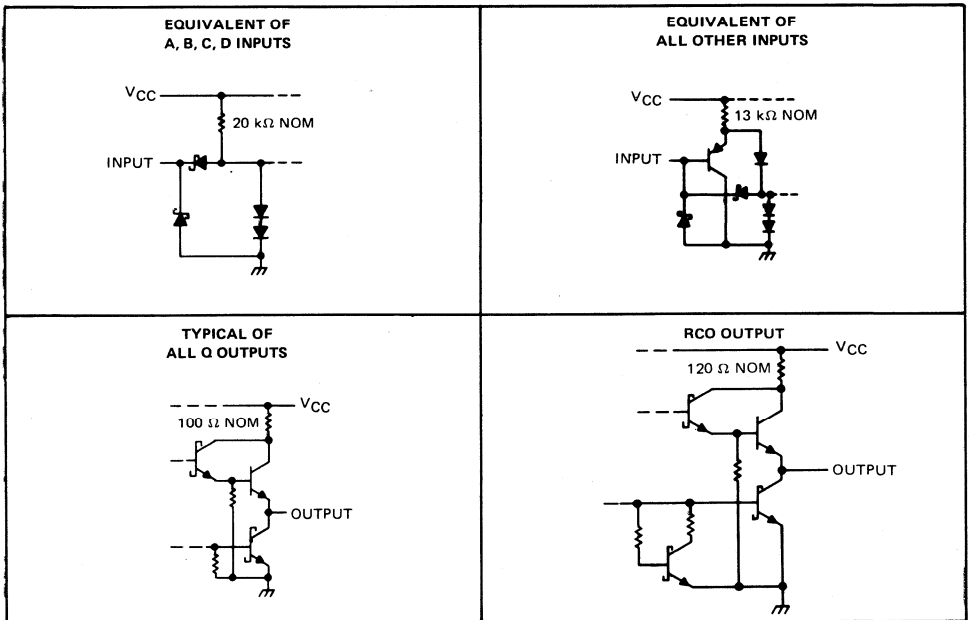 EQUIVALENT OF
A, B, C, D INPUTS
VCC
20 kΩ NOM
INPUT
EQUIVALENT OF
ALL OTHER INPUTS
VCC
13 kΩ NOM
INPUT
TYPICAL OF
ALL Q OUTPUTS
VCC
100 Ω NOM
OUTPUT
RCO OUTPUT
VCC
120 Ω NOM
OUTPUT